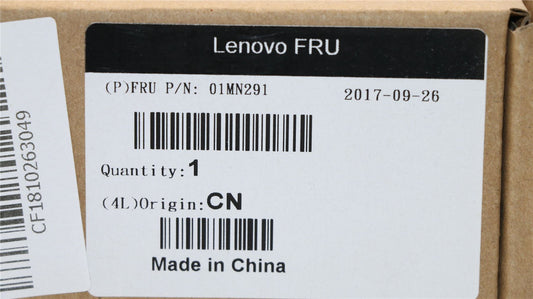 Lenovo FRU
(P)FRU P/N: 01MN291 2017-09-26
Quantity:1
(4L)Origin:CN
Made in China
CF1810263049